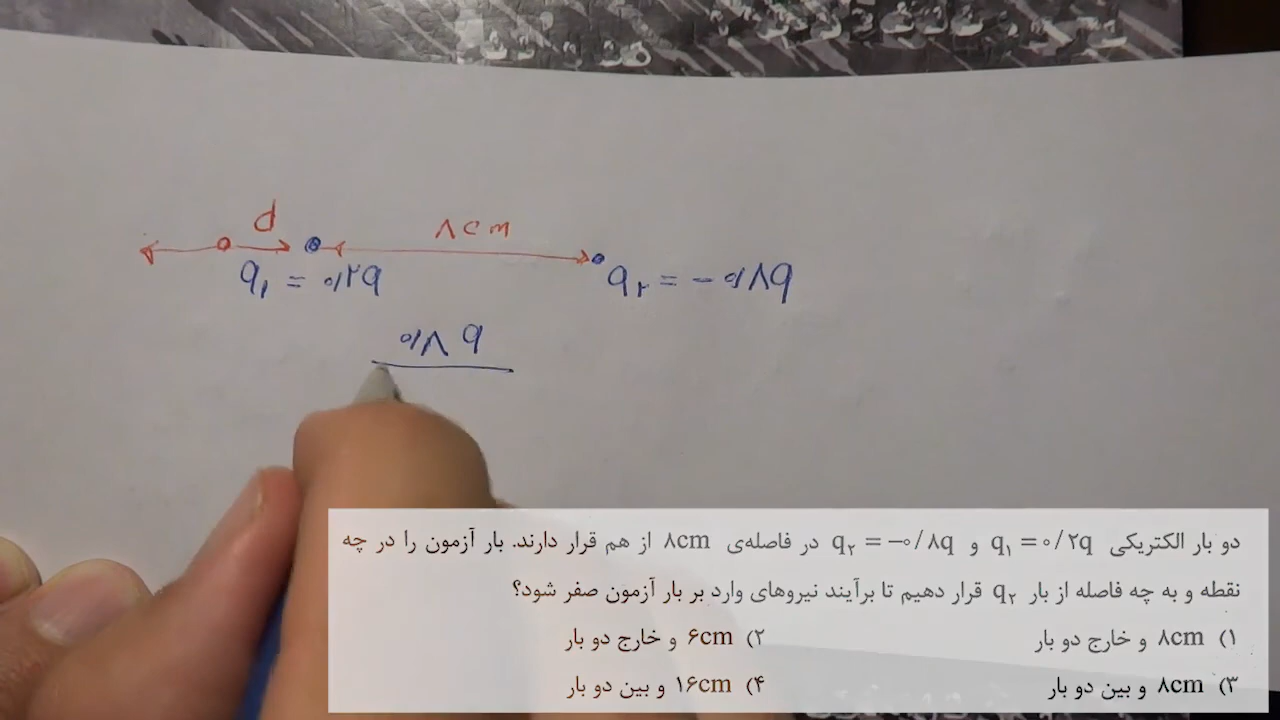 d
۸cm
q۱ = ۰/۲q
q۲ = -۰/۸q
۰/۸ q
دو بار الکتریکی q۱ = ۰/۲q و q۲ = -۰/۸q در فاصله‌ی ۸cm از هم قرار دارند. بار آزمون را در چه
نقطه و به چه فاصله از بار q۲ قرار دهیم تا برآیند نیروهای وارد بر بار آزمون صفر شود؟
۱) ۸cm و خارج دو بار ۲) ۶cm و خارج دو بار
۳) ۸cm و بین دو بار ۴) ۱۶cm و بین دو بار